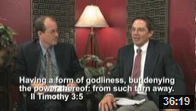 Having a form of godliness, but denying
the power thereof: from such turn away.
II Timothy 3:5
36:19